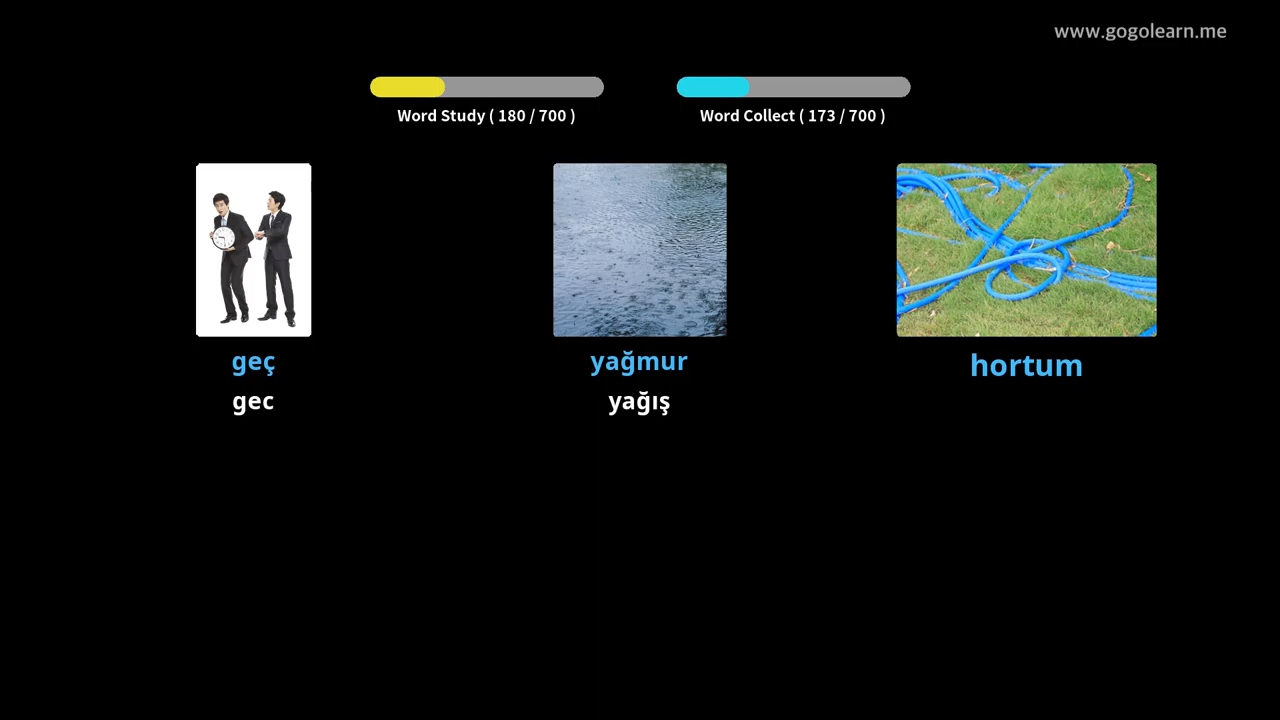 www.gogolearn.me
Word Study ( 180 / 700 )
Word Collect ( 173 / 700 )
geç
gec
yağmur
yağış
hortum